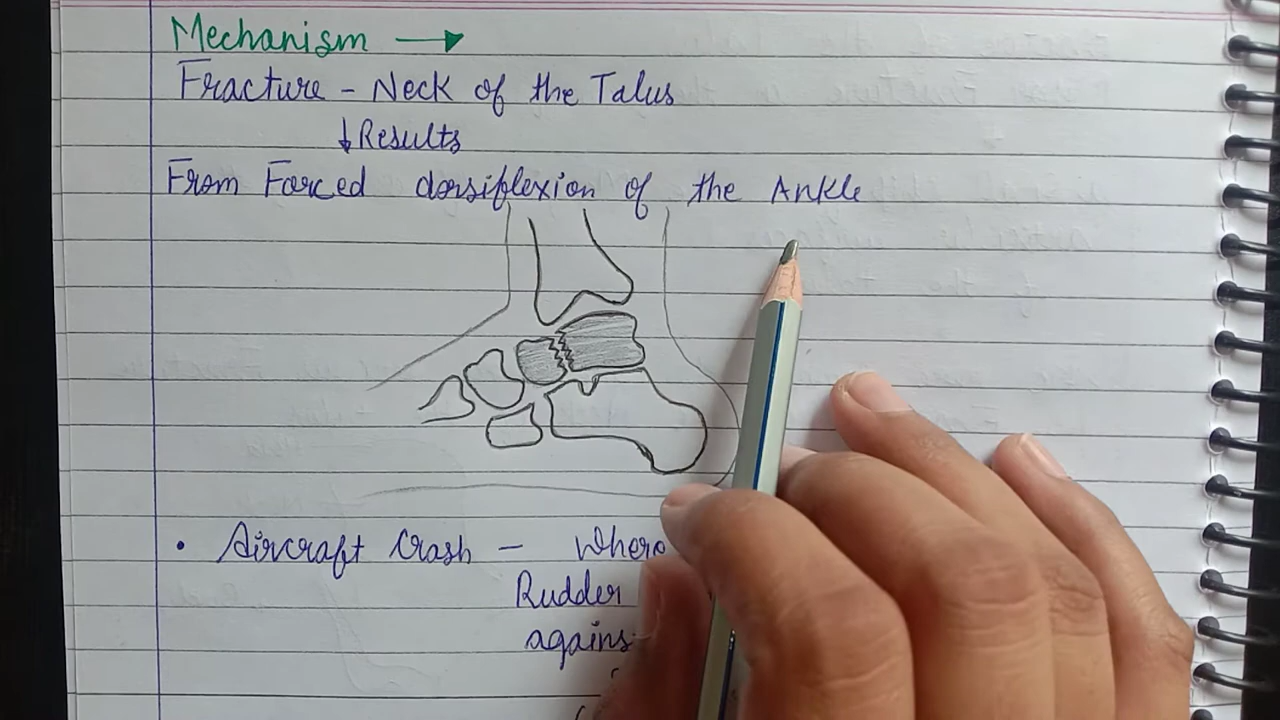 Mechanism →
Fracture - Neck of the Talus
↓ Results
From Forced dorsiflexion of the Ankle
• Aircraft Crash - Where
Rudder
agains